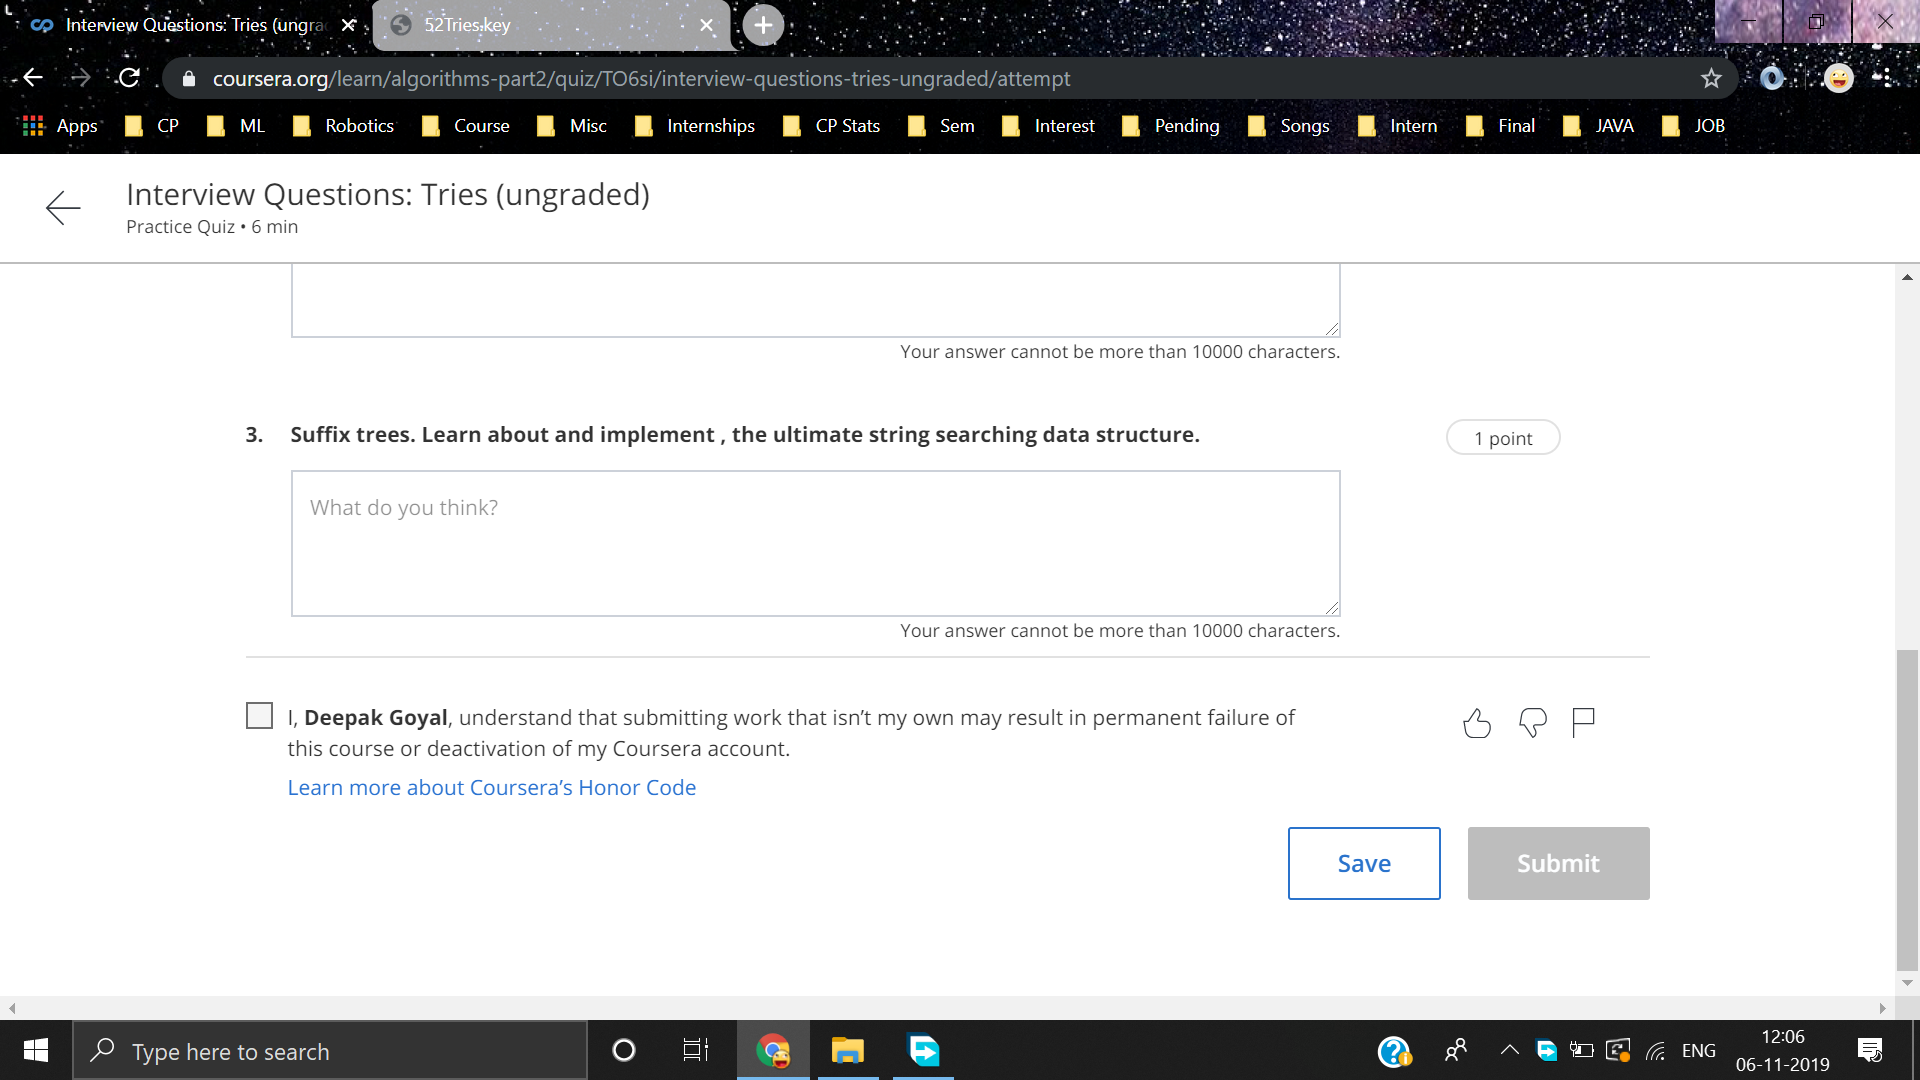 Interview Questions: Tries (ungra
52Tries.key
coursera.org/learn/algorithms-part2/quiz/TO6si/interview-questions-tries-ungraded/attempt
Apps CP ML Robotics Course Misc Internships CP Stats Sem Interest Pending Songs Intern Final JAVA JOB
Interview Questions: Tries (ungraded)
Practice Quiz • 6 min
Your answer cannot be more than 10000 characters.
3. Suffix trees. Learn about and implement , the ultimate string searching data structure.
1 point
What do you think?
Your answer cannot be more than 10000 characters.
I, Deepak Goyal, understand that submitting work that isn’t my own may result in permanent failure of
this course or deactivation of my Coursera account.
Learn more about Coursera’s Honor Code
Save
Submit
Type here to search
ENG
12:06
06-11-2019